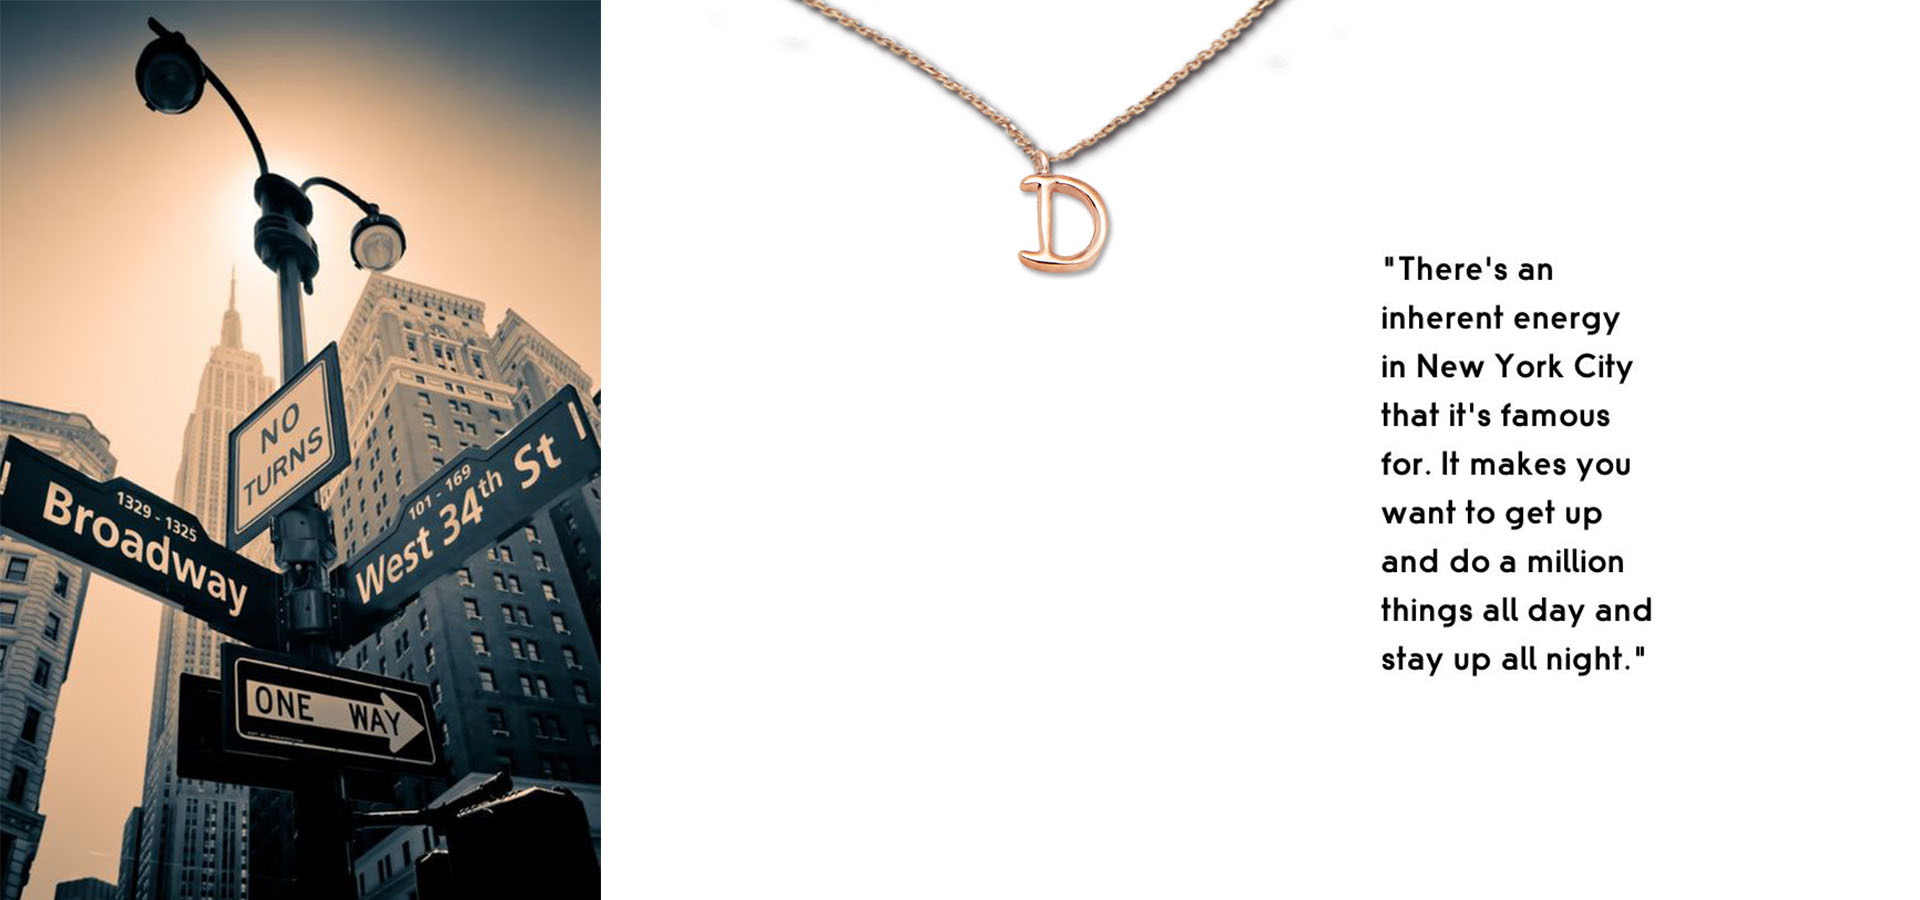 NO
TURNS
1329 - 1325
Broadway
101 - 169
West 34th St
ONE WAY
D
"There's an
inherent energy
in New York City
that it's famous
for. It makes you
want to get up
and do a million
things all day and
stay up all night."